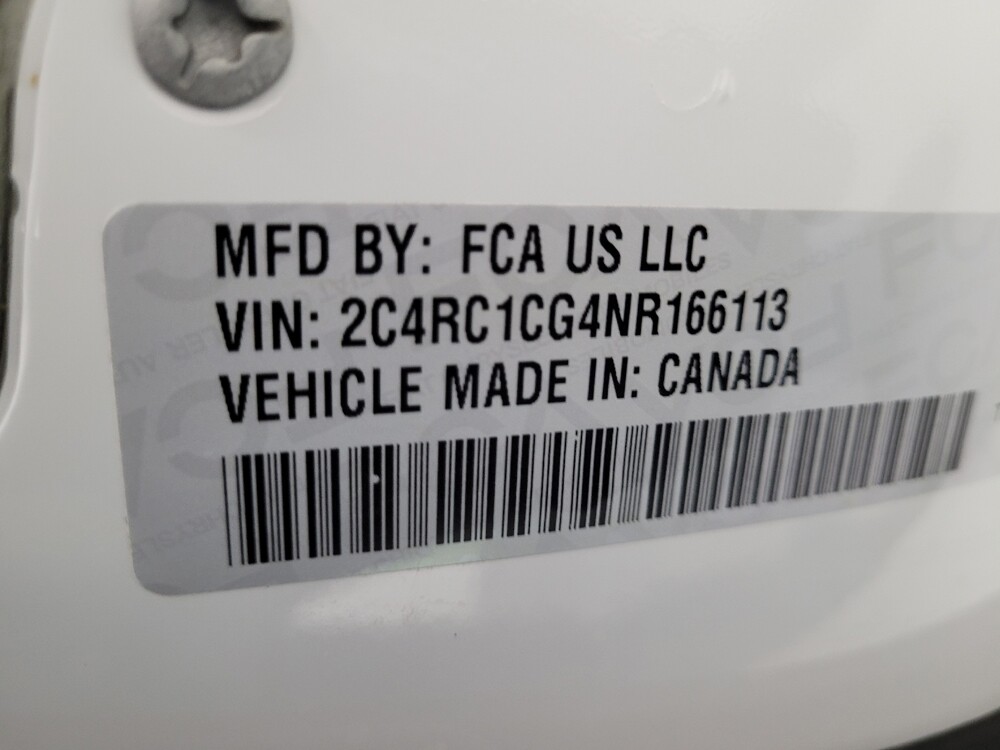 MFD BY: FCA US LLC
VIN: 2C4RC1CG4NR166113
VEHICLE MADE IN: CANADA